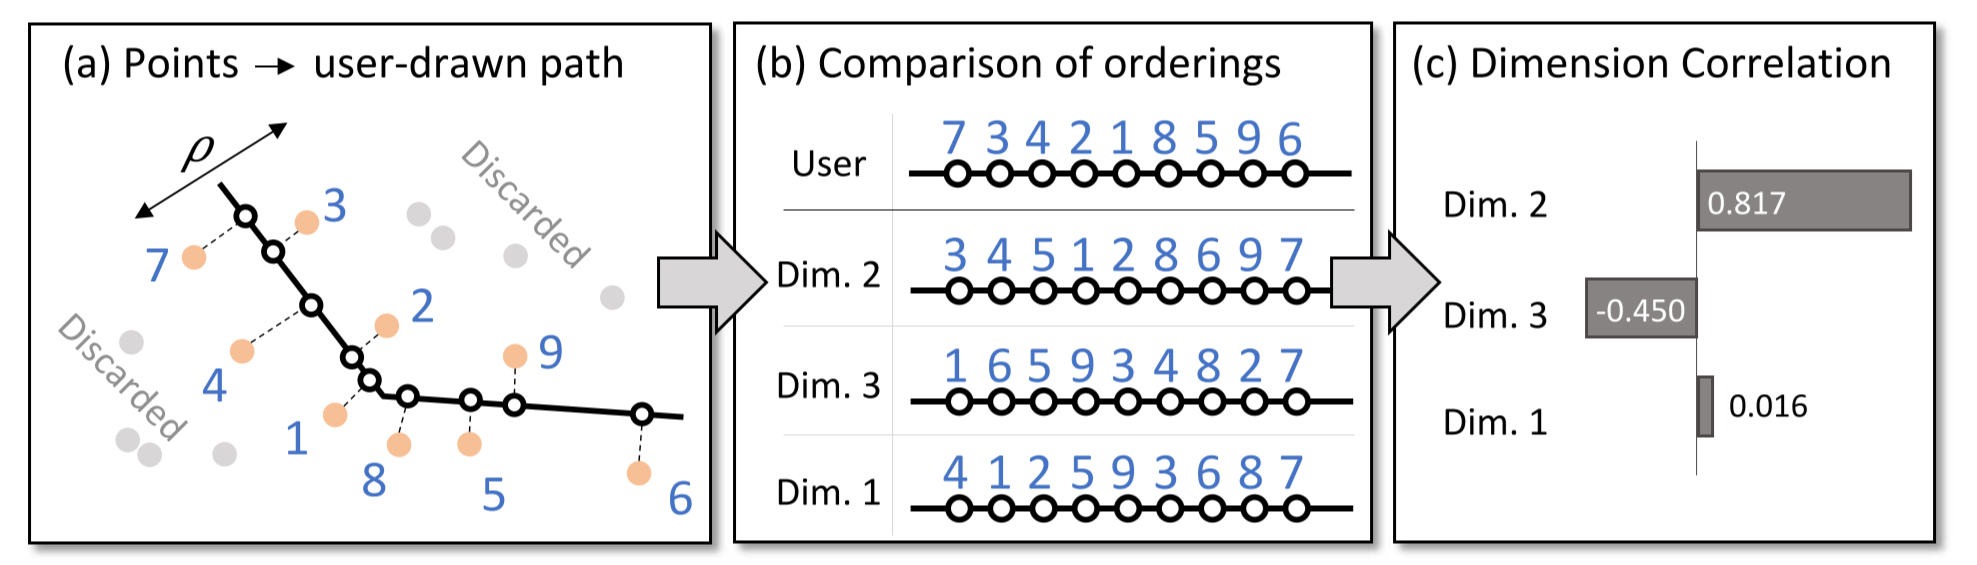 (a) Points → user-drawn path
ρ
3
7
Discarded
2
9
4
Discarded
1
8
5
6
(b) Comparison of orderings
User 7 3 4 2 1 8 5 9 6
Dim. 2 3 4 5 1 2 8 6 9 7
Dim. 3 1 6 5 9 3 4 8 2 7
Dim. 1 4 1 2 5 9 3 6 8 7
(c) Dimension Correlation
Dim. 2 0.817
Dim. 3 -0.450
Dim. 1 0.016